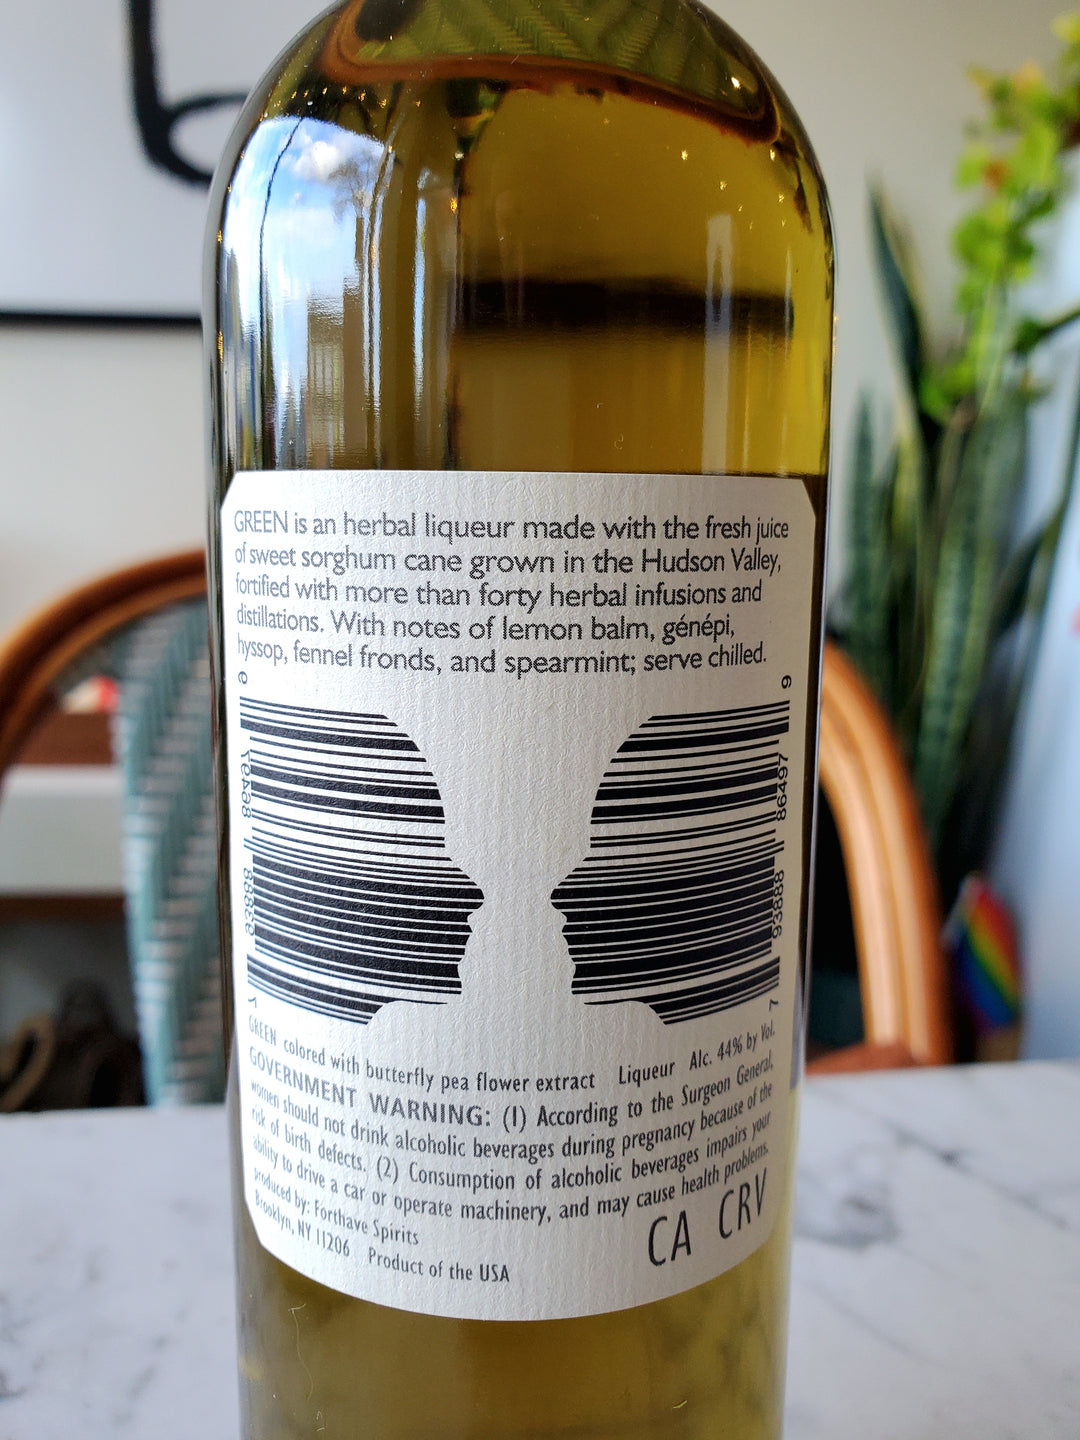 GREEN is an herbal liqueur made with the fresh juice
of sweet sorghum cane grown in the Hudson Valley,
fortified with more than forty herbal infusions and
distillations. With notes of lemon balm, génépi,
hyssop, fennel fronds, and spearmint; serve chilled.
7 93888 86497 9
7 93888 86497 9
GREEN colored with butterfly pea flower extract Liqueur Alc. 44% by Vol.
GOVERNMENT WARNING: (1) According to the Surgeon General,
women should not drink alcoholic beverages during pregnancy because of the
risk of birth defects. (2) Consumption of alcoholic beverages impairs your
ability to drive a car or operate machinery, and may cause health problems.
produced by: Forthave Spirits
Brooklyn, NY 11206 Product of the USA
CA CRV